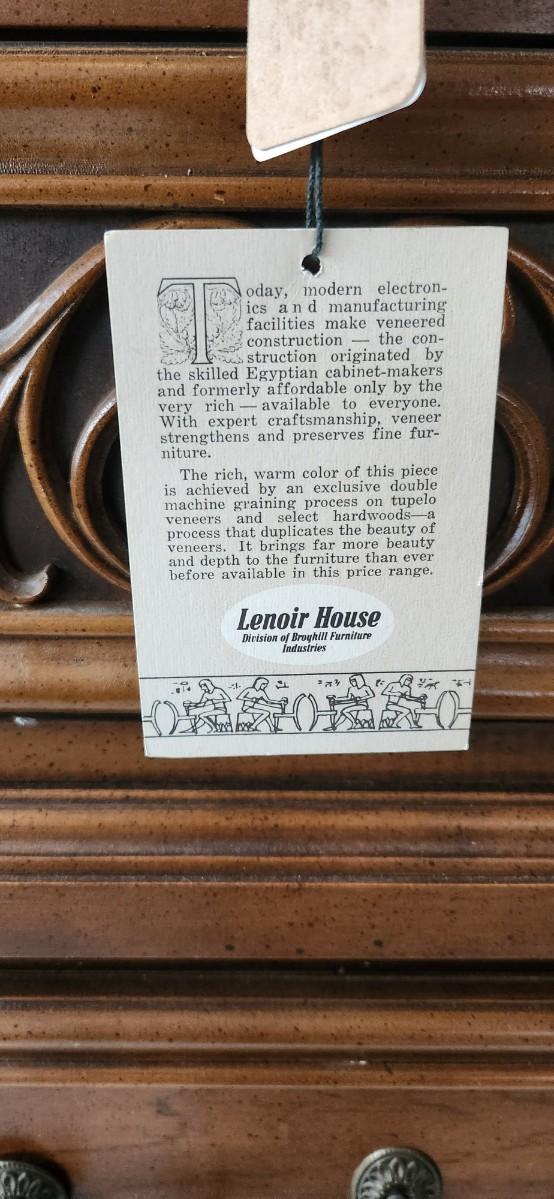 Today, modern electron-
ics and manufacturing
facilities make veneered
construction — the con-
struction originated by
the skilled Egyptian cabinet-makers
and formerly affordable only by the
very rich — available to everyone.
With expert craftsmanship, veneer
strengthens and preserves fine fur-
niture.
The rich, warm color of this piece
is achieved by an exclusive double
machine graining process on tupelo
veneers and select hardwoods—a
process that duplicates the beauty of
veneers. It brings far more beauty
and depth to the furniture than ever
before available in this price range.
Lenoir House
Division of Broyhill Furniture
Industries